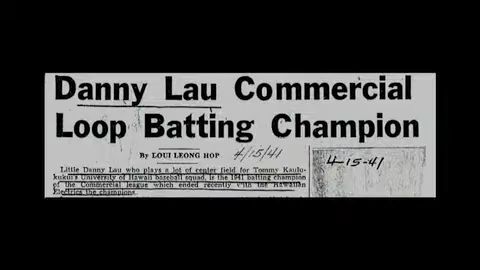 Danny Lau Commercial
Loop Batting Champion
By LOUI LEONG HOP 4/15/41
4-15-41
Little Danny Lau who plays a lot of center field for Tommy Kaulu-
kukui's University of Hawaii baseball squad, is the 1941 batting champion
of the Commercial league which ended recently with the Hawaiian
Electrics the champions.